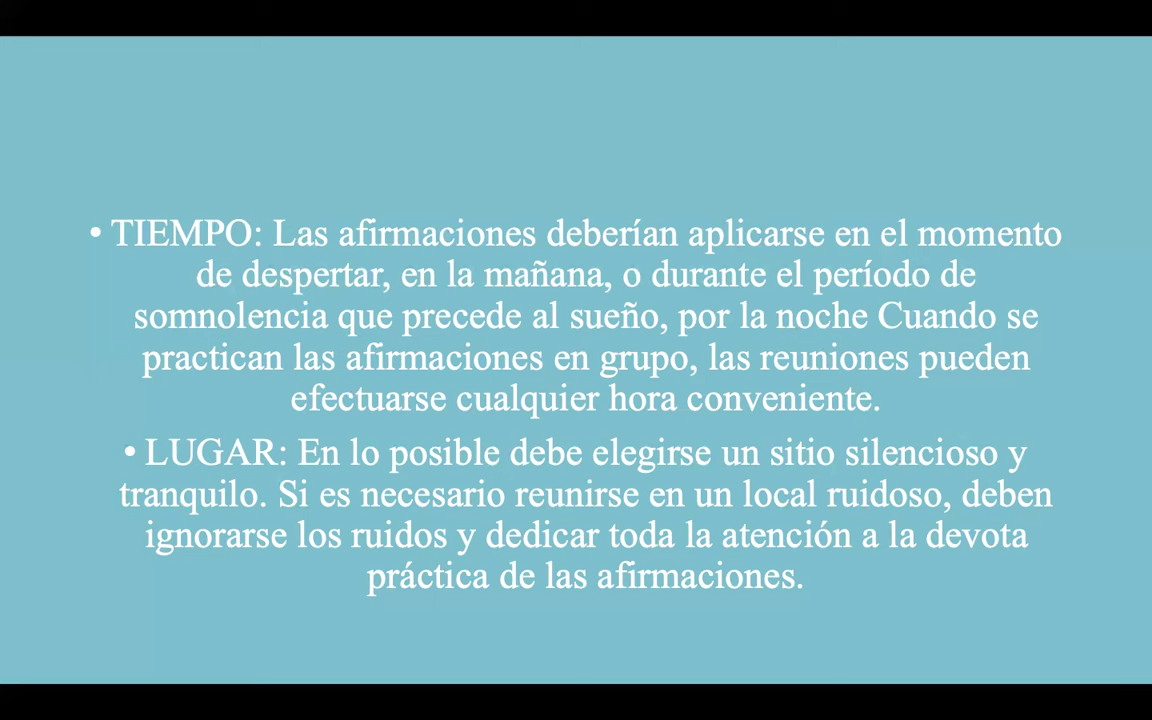 • TIEMPO: Las afirmaciones deberían aplicarse en el momento
de despertar, en la mañana, o durante el período de
somnolencia que precede al sueño, por la noche Cuando se
practican las afirmaciones en grupo, las reuniones pueden
efectuarse cualquier hora conveniente.
• LUGAR: En lo posible debe elegirse un sitio silencioso y
tranquilo. Si es necesario reunirse en un local ruidoso, deben
ignorarse los ruidos y dedicar toda la atención a la devota
práctica de las afirmaciones.